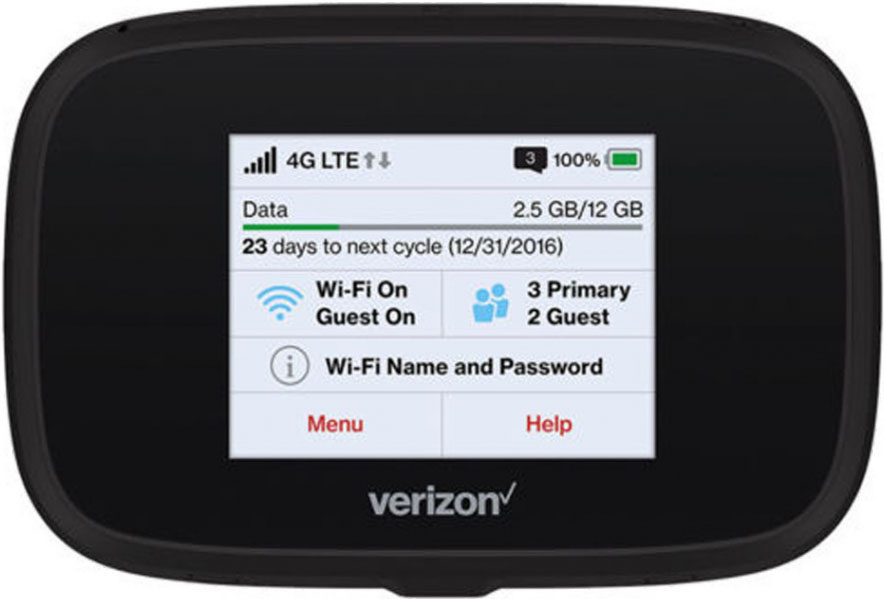 4G LTE 3 100%
Data 2.5 GB/12 GB
23 days to next cycle (12/31/2016)
Wi-Fi On
Guest On
3 Primary
2 Guest
i Wi-Fi Name and Password
Menu Help
verizon